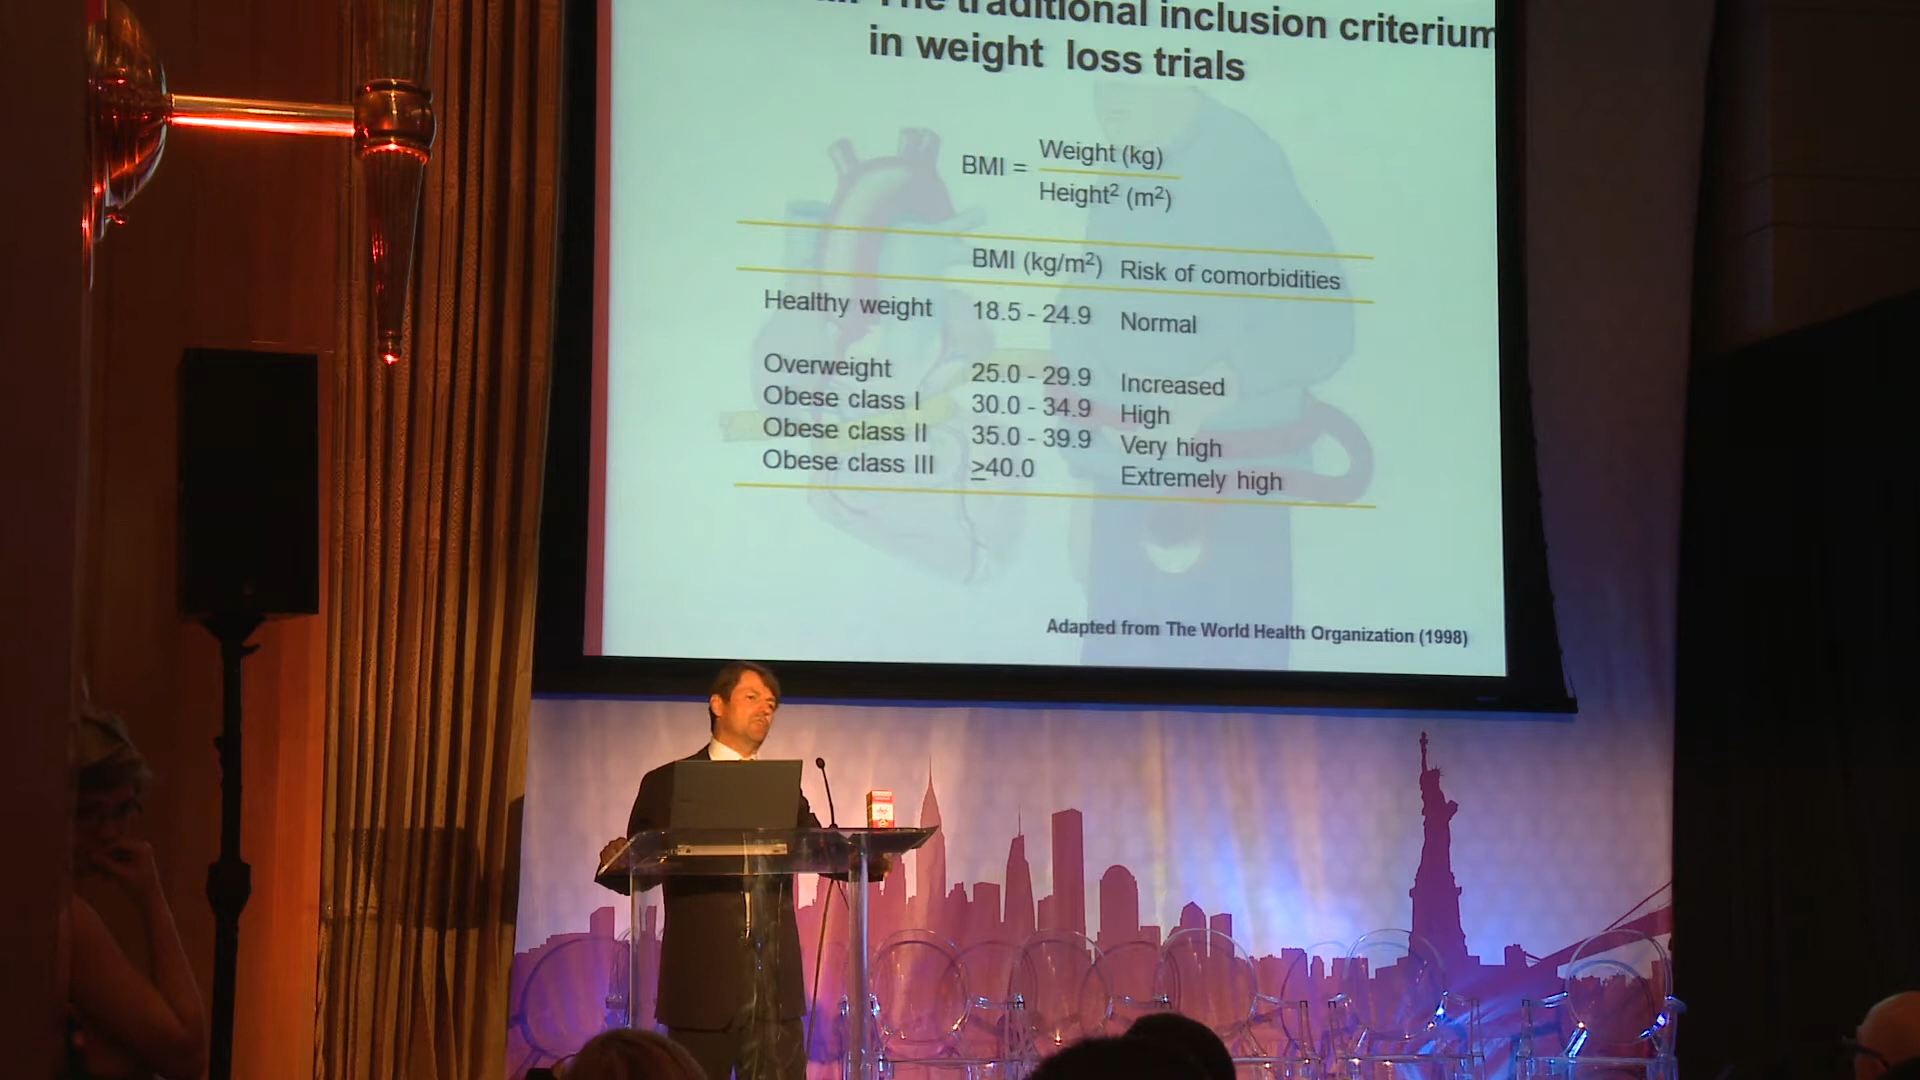 The traditional inclusion criterium
in weight loss trials
BMI = Weight (kg)
Height² (m²)
BMI (kg/m²) Risk of comorbidities
Healthy weight 18.5 - 24.9 Normal
Overweight 25.0 - 29.9 Increased
Obese class I 30.0 - 34.9 High
Obese class II 35.0 - 39.9 Very high
Obese class III ≥40.0 Extremely high
Adapted from The World Health Organization (1998)